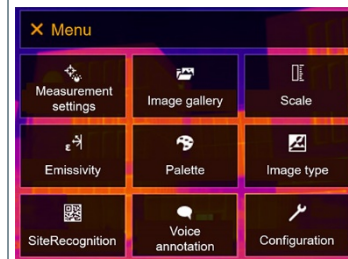 × Menu
Measurement
settings
Image gallery
Scale
ε
Emissivity
Palette
Image type
SiteRecognition
Voice
annotation
Configuration